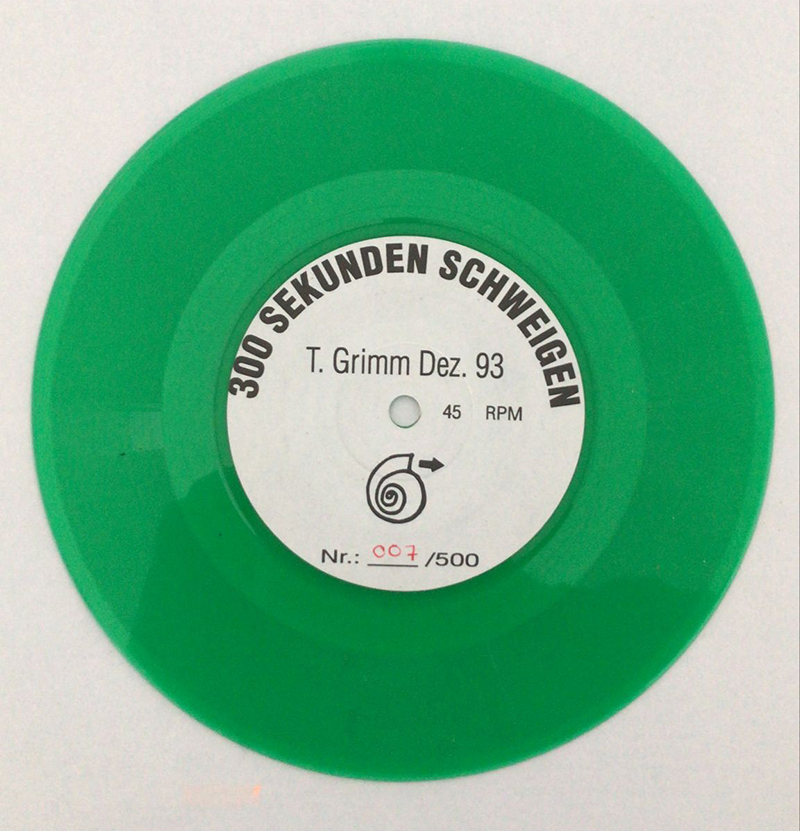 300 SEKUNDEN SCHWEIGEN
T. Grimm Dez. 93
45 RPM
Nr.: 007 /500